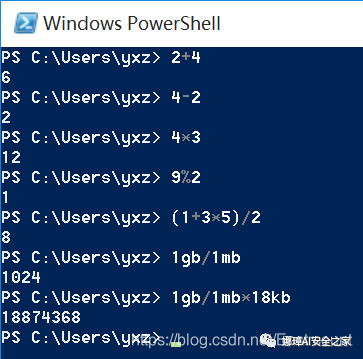 Windows PowerShell
PS C:\Users\yxz> 2+4
6
PS C:\Users\yxz> 4-2
2
PS C:\Users\yxz> 4*3
12
PS C:\Users\yxz> 9%2
1
PS C:\Users\yxz> (1+3*5)/2
8
PS C:\Users\yxz> 1gb/1mb
1024
PS C:\Users\yxz> 1gb/1mb*18kb
18874368
PS C:\Users\yxz>
https://blog.csdn.net/
娜璋AI安全之家